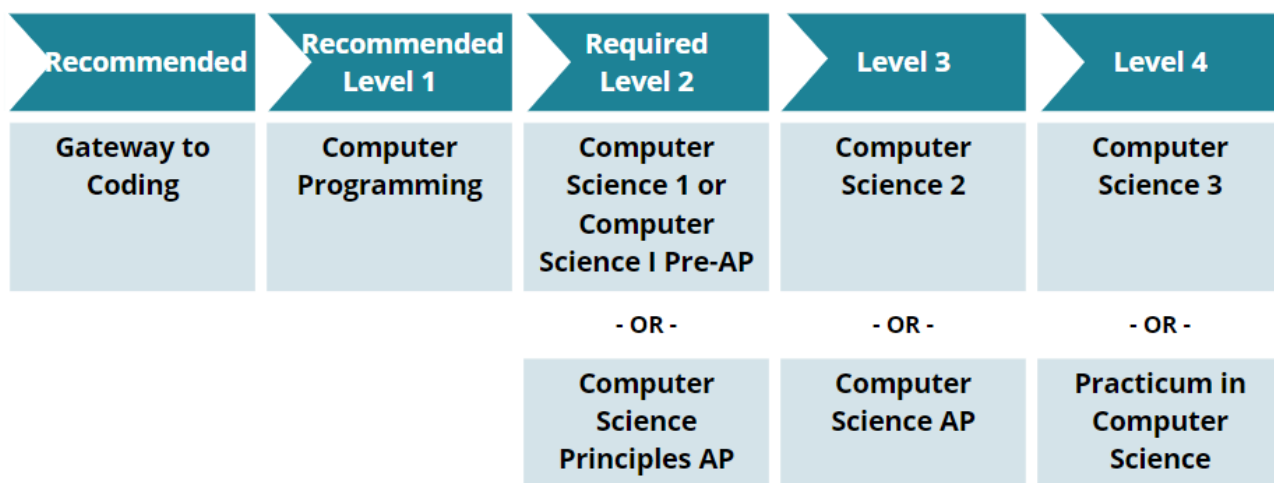 Recommended
Recommended
Level 1
Required
Level 2
Level 3
Level 4
Gateway to
Coding
Computer
Programming
Computer
Science 1 or
Computer
Science I Pre-AP
Computer
Science 2
Computer
Science 3
- OR -
- OR -
- OR -
Computer
Science
Principles AP
Computer
Science AP
Practicum in
Computer
Science